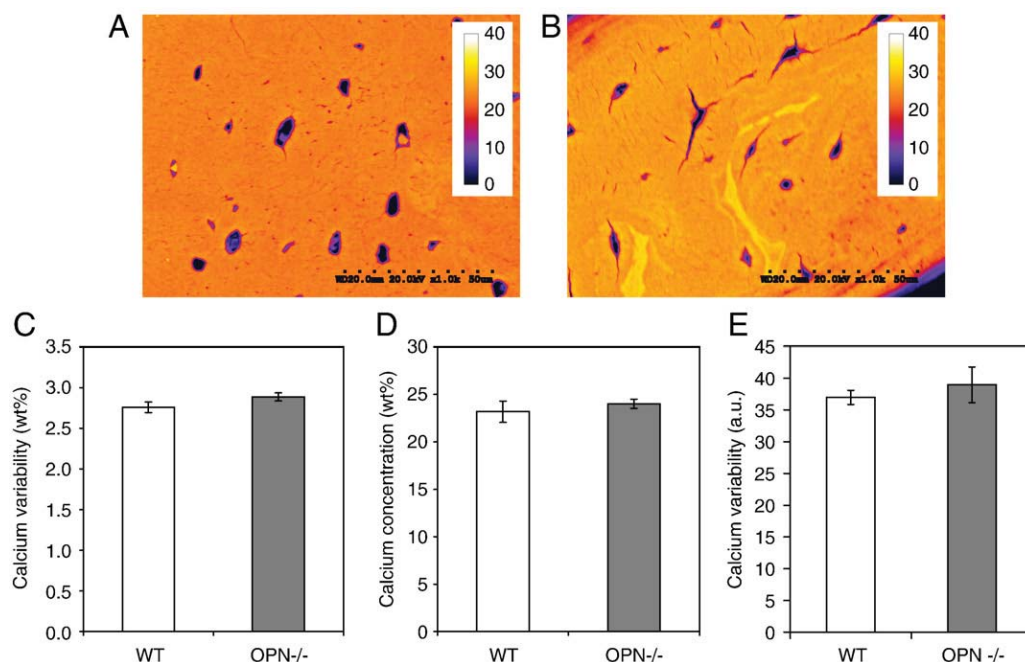 A
40
30
20
10
0
WD20.0mm 20.0kV x1.0k 50um
B
40
30
20
10
0
WD20.0mm 20.0kV x1.0k 50um
C
Calcium variability (wt%)
3.5
3.0
2.5
2.0
1.5
1.0
0.5
0.0
WT OPN-/-
D
Calcium concentration (wt%)
30
25
20
15
10
5
0
WT OPN-/-
E
Calcium variability (a.u.)
45
40
35
30
25
20
15
10
5
0
WT OPN -/-